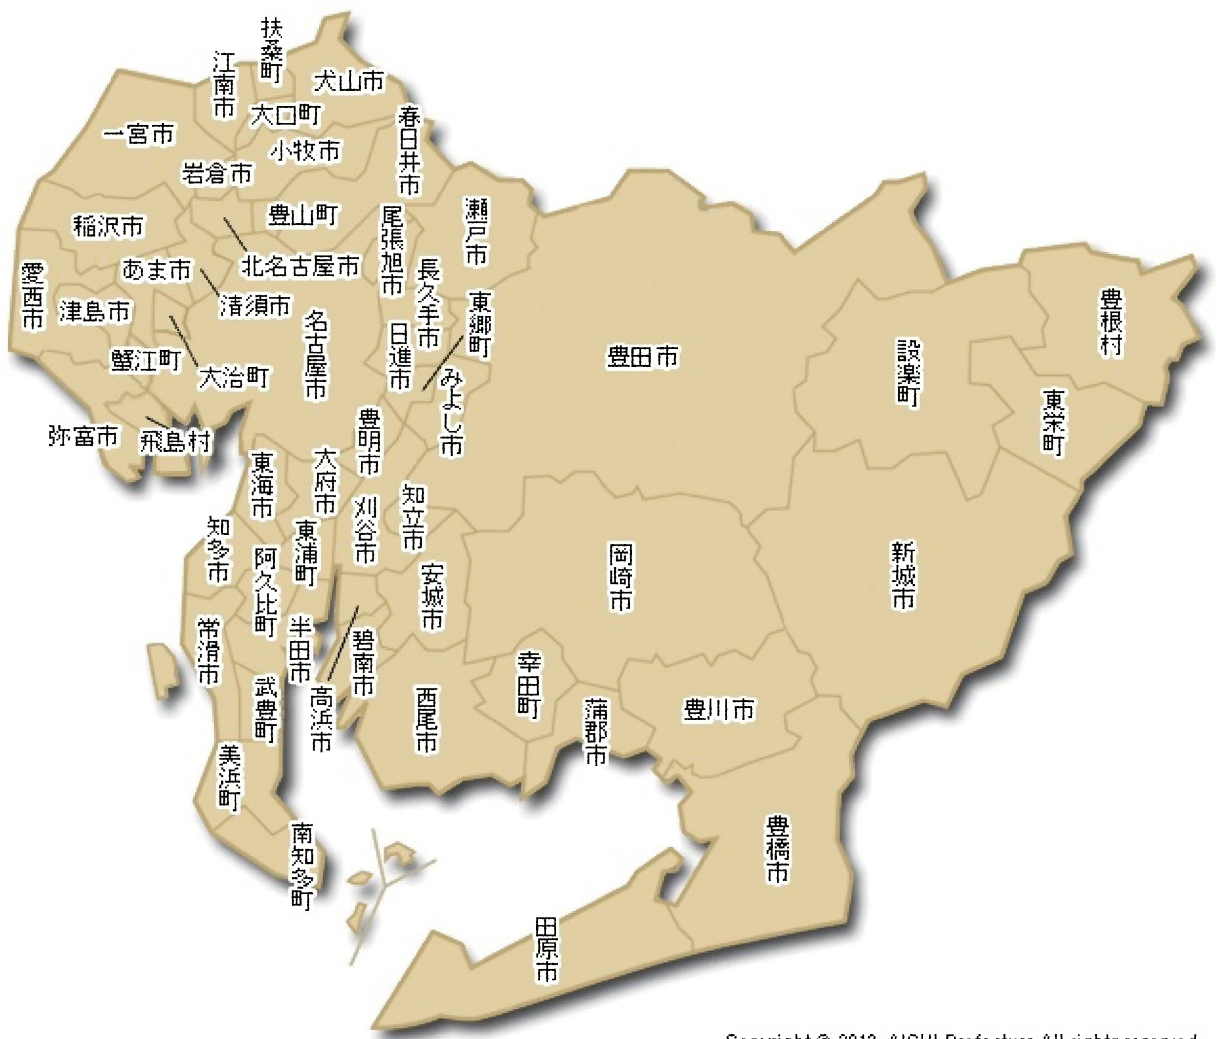 扶桑町
江南市
犬山市
大口町
春日井市
一宮市
小牧市
岩倉市
瀬戸市
豊山町
稲沢市
尾張旭市
北名古屋市
あま市
愛西市
長久手市
清須市
津島市
東郷町
豊根村
名古屋市
日進市
豊田市
設楽町
蟹江町
大治町
みよし市
東栄町
弥富市
飛島村
豊明市
東海市
大府市
刈谷市
知立市
知多市
東浦町
阿久比町
安城市
岡崎市
新城市
常滑市
半田市
碧南市
高浜市
武豊町
西尾市
幸田町
蒲郡市
豊川市
美浜町
南知多町
豊橋市
田原市